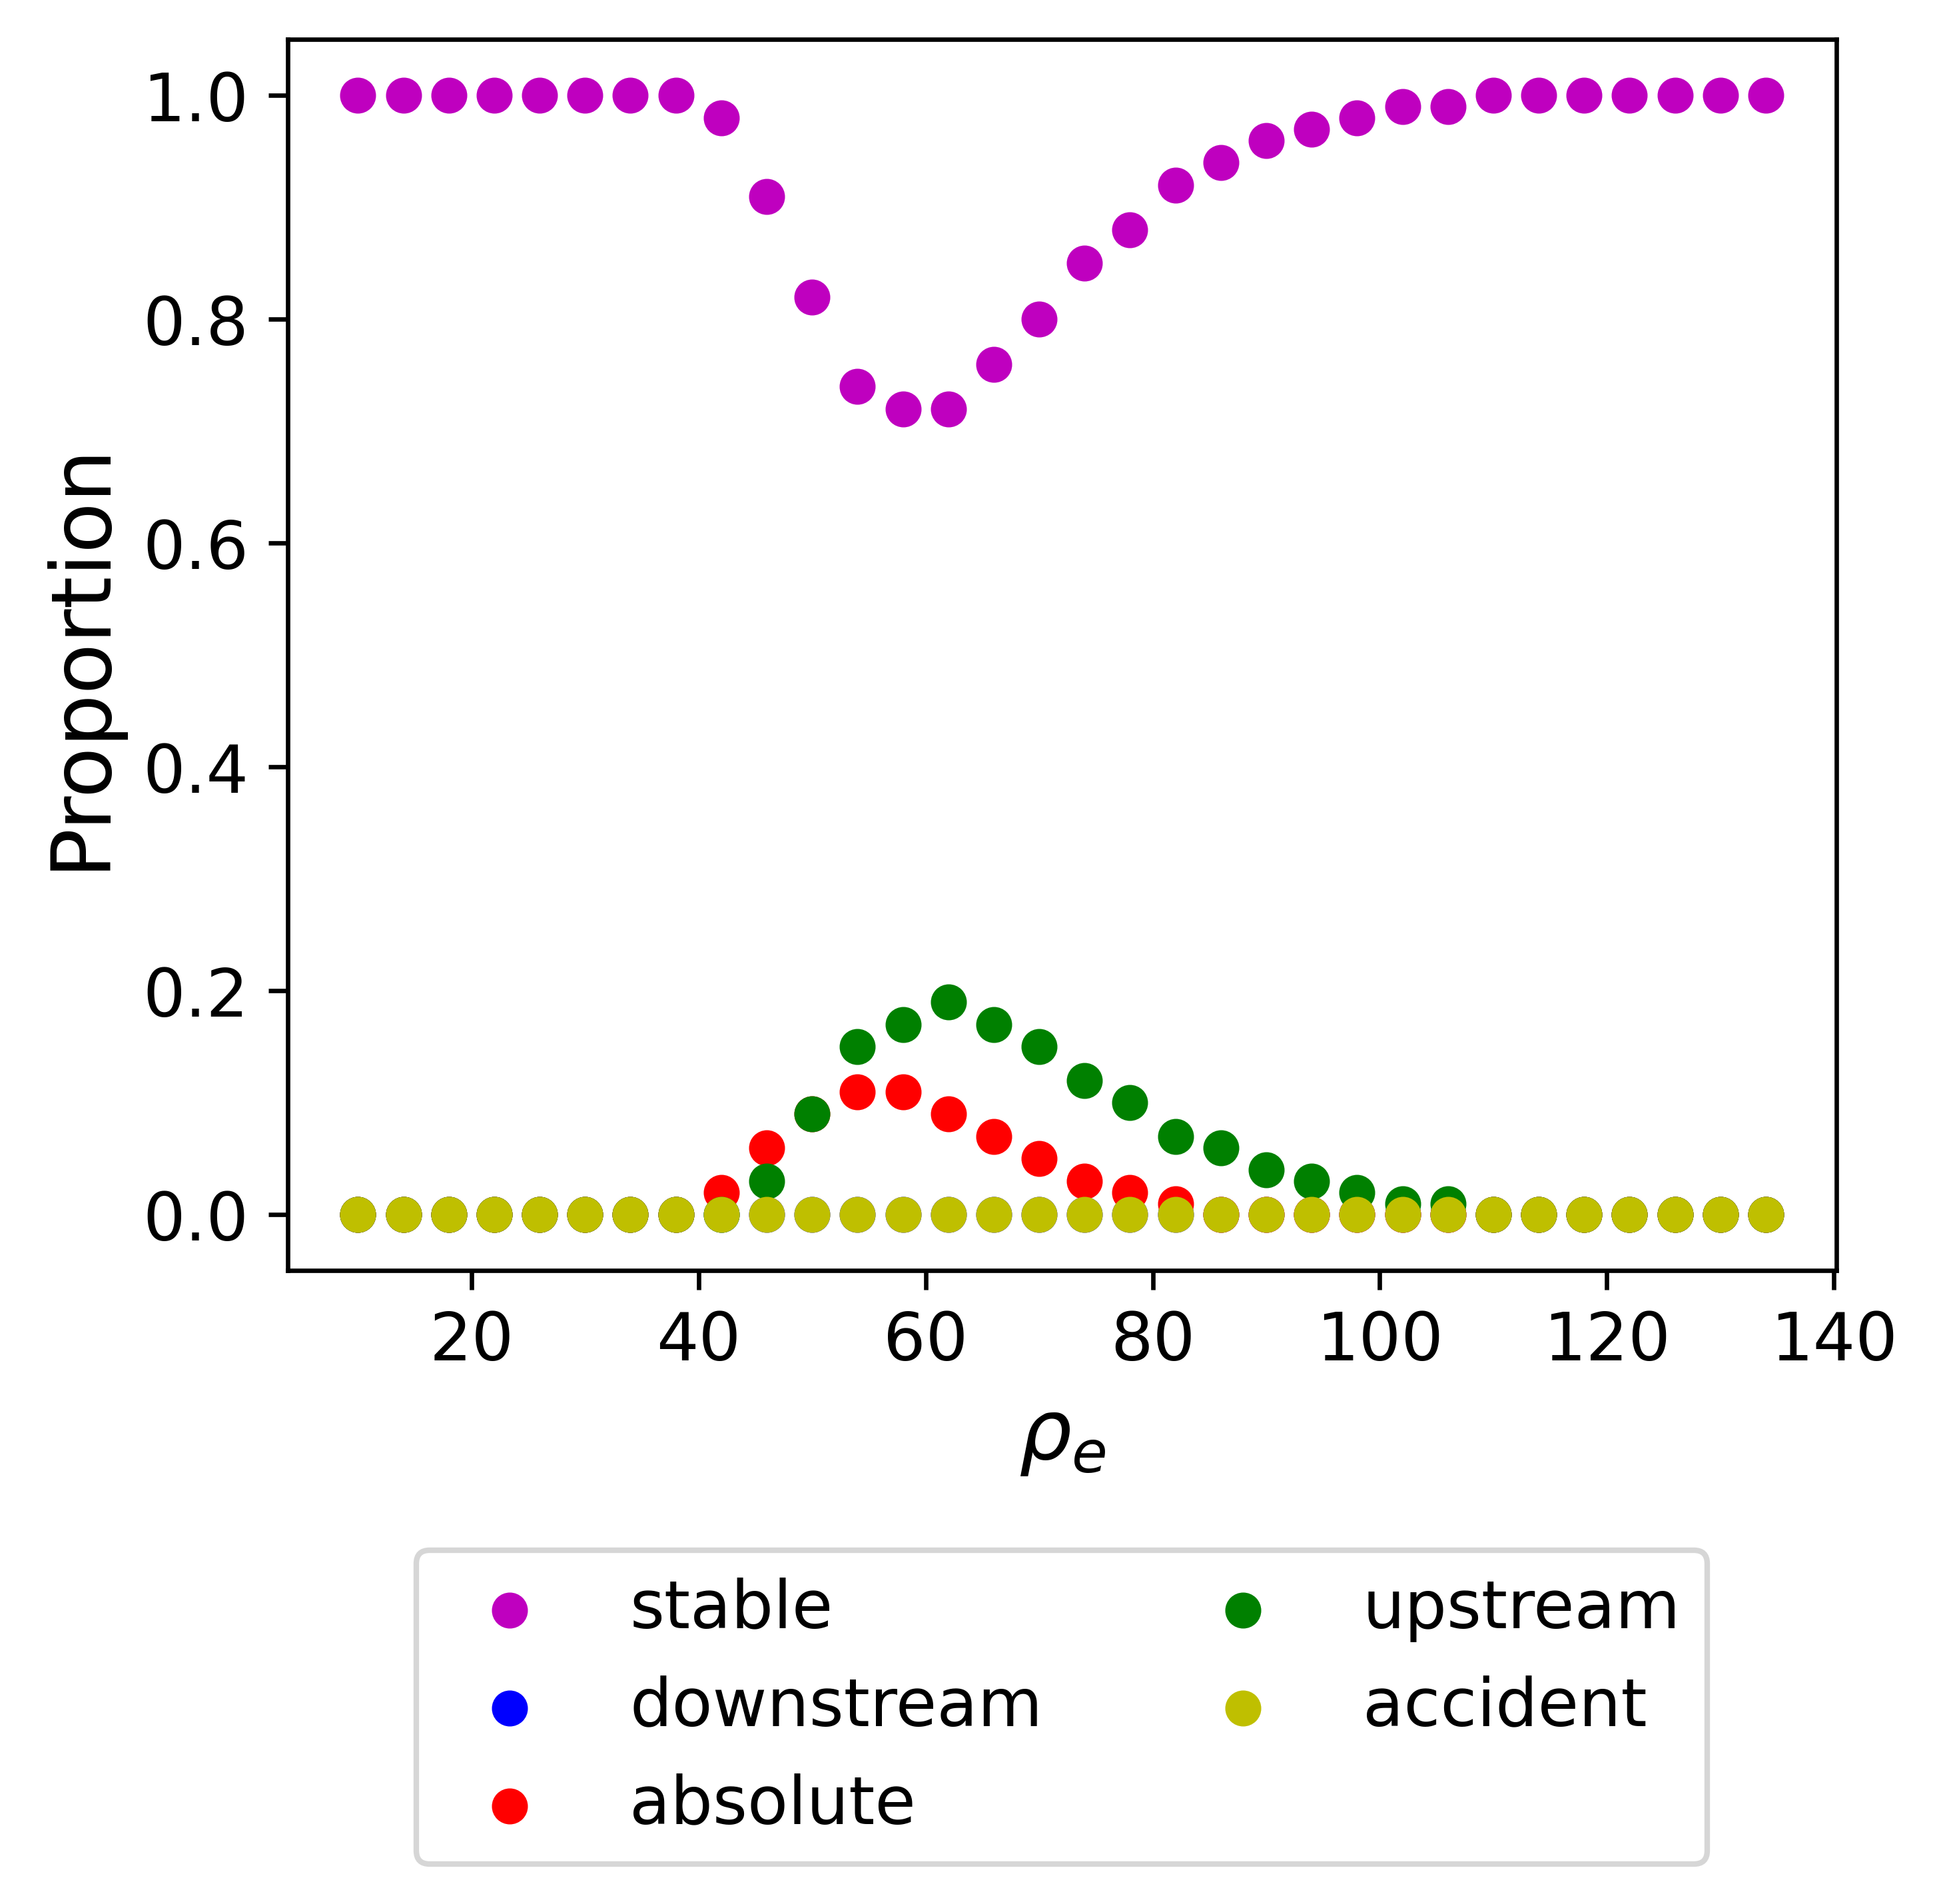 Proportion
1.0
0.8
0.6
0.4
0.2
0.0
20 40 60 80 100 120 140
ρₑ
stable
downstream
absolute
upstream
accident